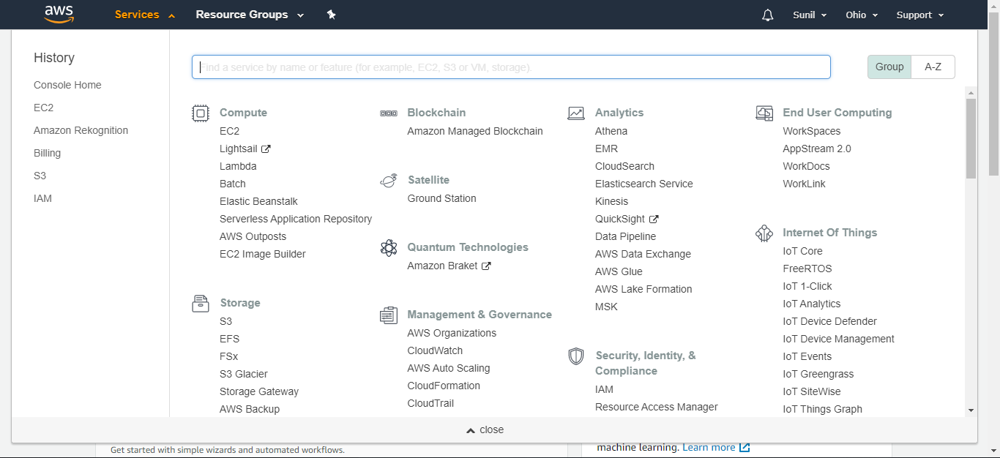 aws Services Resource Groups Sunil Ohio Support
History
Console Home
EC2
Amazon Rekognition
Billing
S3
IAM
Find a service by name or feature (for example, EC2, S3 or VM, storage).
Group A-Z
Compute
EC2
Lightsail
Lambda
Batch
Elastic Beanstalk
Serverless Application Repository
AWS Outposts
EC2 Image Builder
Storage
S3
EFS
FSx
S3 Glacier
Storage Gateway
AWS Backup
Blockchain
Amazon Managed Blockchain
Satellite
Ground Station
Quantum Technologies
Amazon Braket
Management & Governance
AWS Organizations
CloudWatch
AWS Auto Scaling
CloudFormation
CloudTrail
Analytics
Athena
EMR
CloudSearch
Elasticsearch Service
Kinesis
QuickSight
Data Pipeline
AWS Data Exchange
AWS Glue
AWS Lake Formation
MSK
Security, Identity, &
Compliance
IAM
Resource Access Manager
End User Computing
WorkSpaces
AppStream 2.0
WorkDocs
WorkLink
Internet Of Things
IoT Core
FreeRTOS
IoT 1-Click
IoT Analytics
IoT Device Defender
IoT Device Management
IoT Events
IoT Greengrass
IoT SiteWise
IoT Things Graph
close
Get started with simple wizards and automated workflows.
machine learning. Learn more